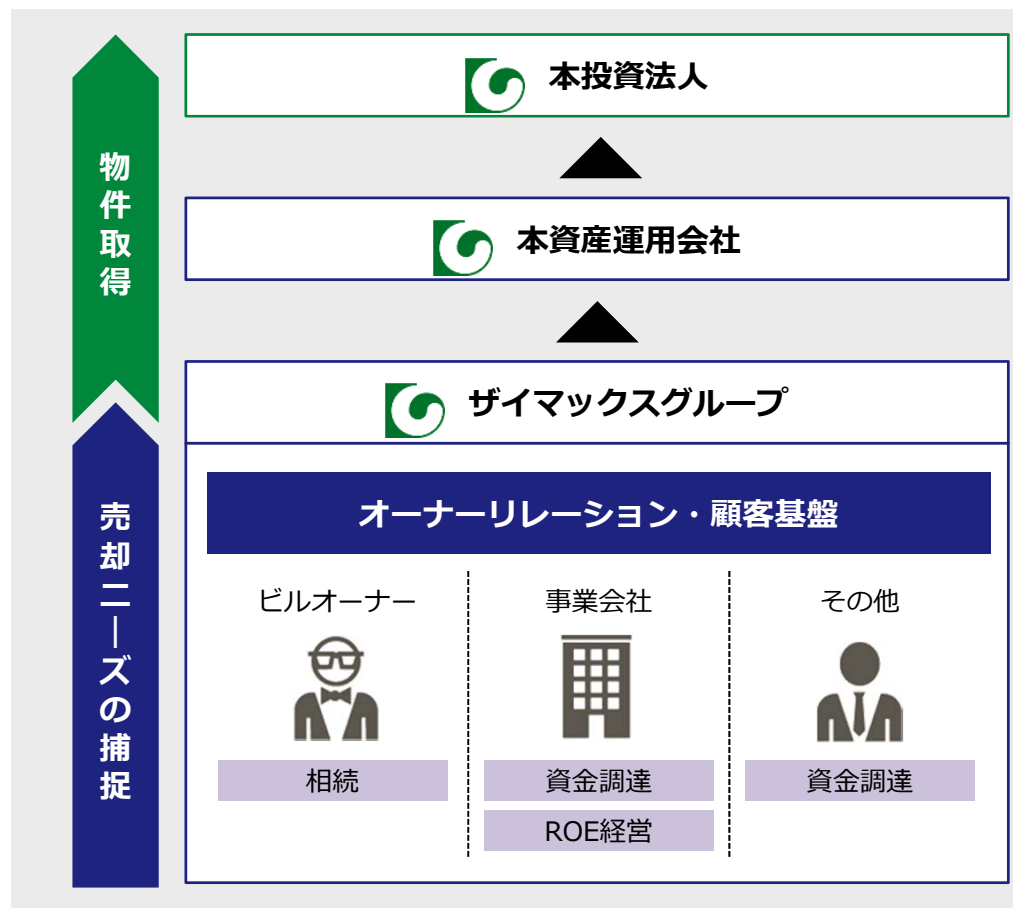 物件取得
本投資法人
本資産運用会社
売却ニーズの捕捉
ザイマックスグループ
オーナーリレーション・顧客基盤
ビルオーナー
事業会社
その他
相続
資金調達
資金調達
ROE経営